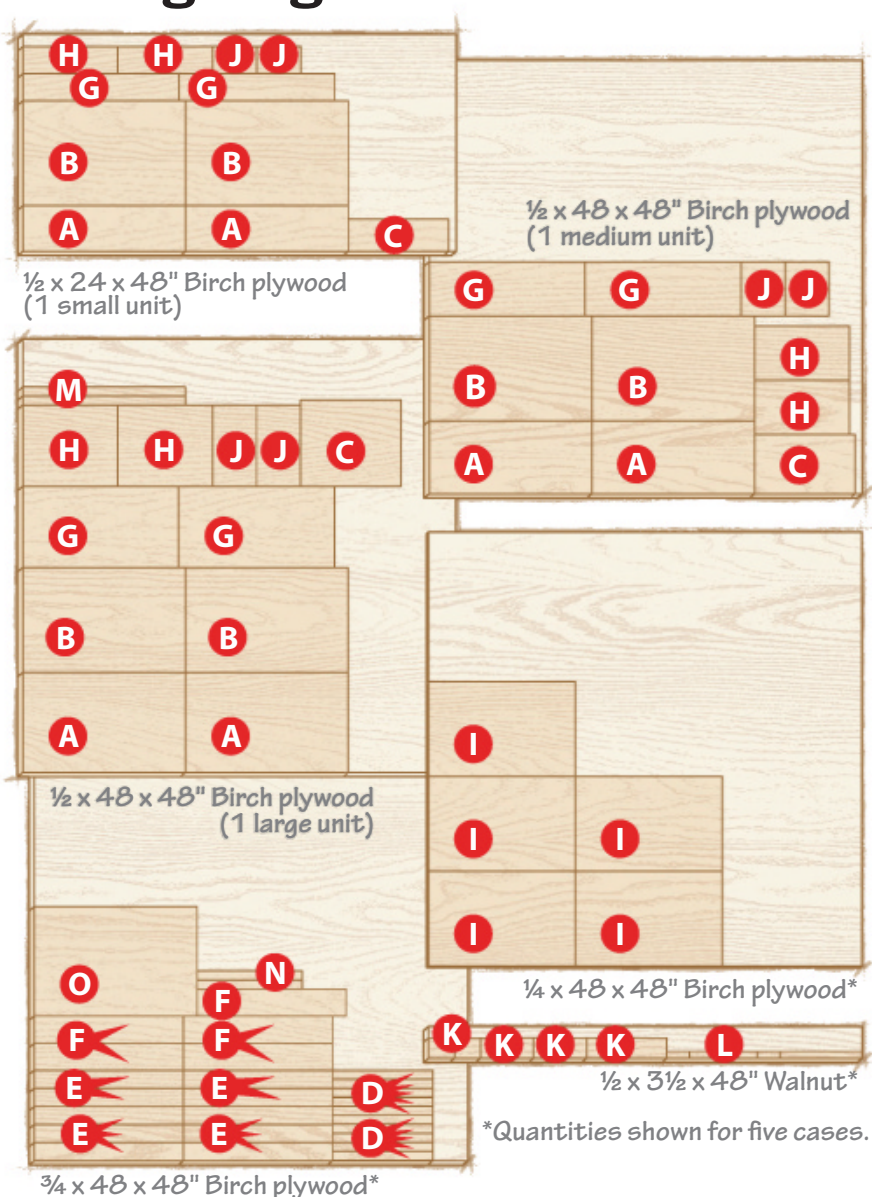 H H J J
G G
B B
A A C
½ x 24 x 48" Birch plywood
(1 small unit)
½ x 48 x 48" Birch plywood
(1 medium unit)
G G J J
H
B B
H
A A C
M
H H J J C
G G
B B
A A
½ x 48 x 48" Birch plywood
(1 large unit)
I
I I
I I
¼ x 48 x 48" Birch plywood*
O N
F
F F
E E D
E E D
¾ x 48 x 48" Birch plywood*
K K K K L
½ x 3½ x 48" Walnut*
*Quantities shown for five cases.